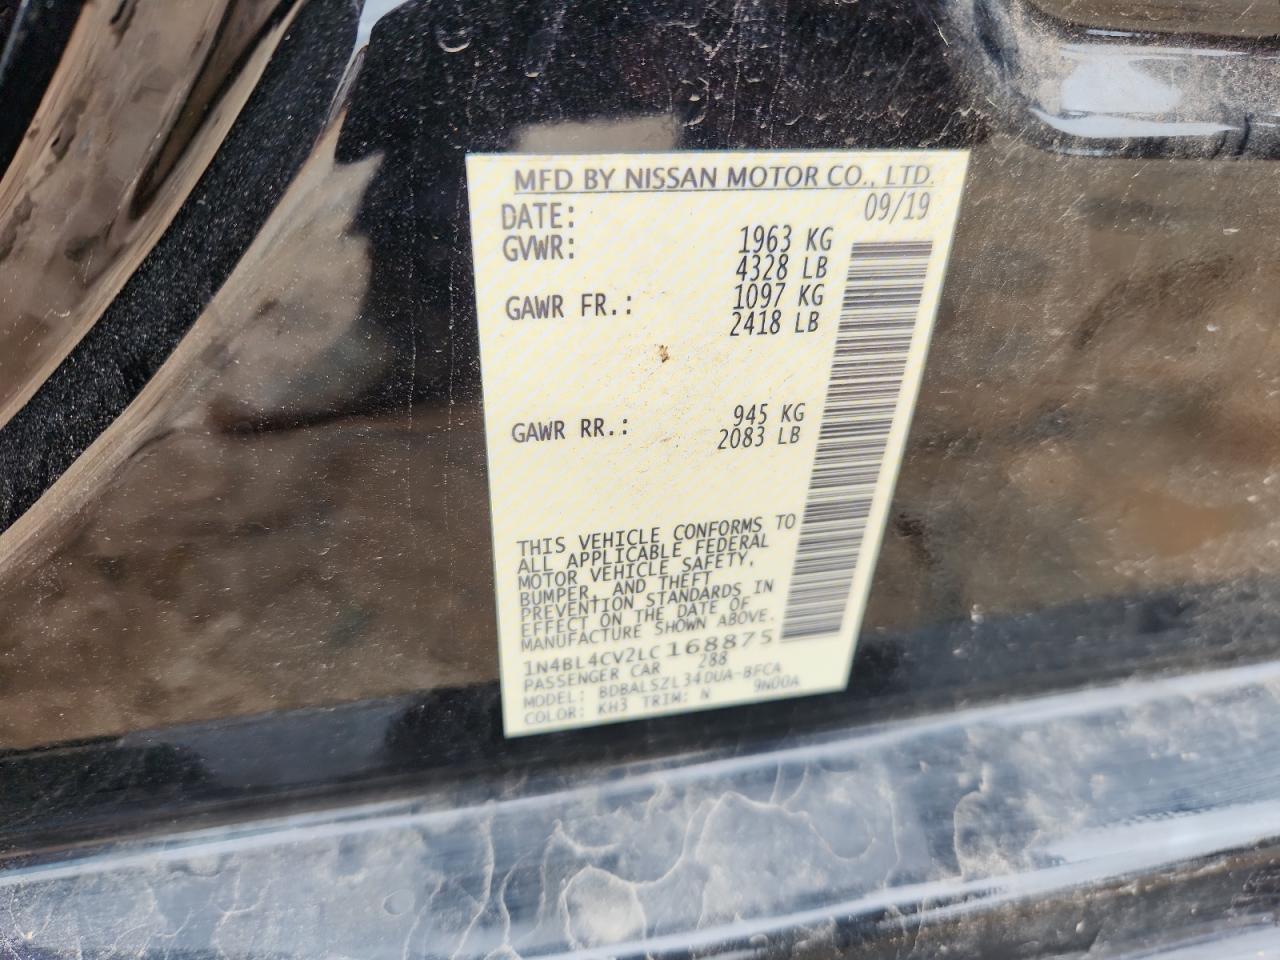 MFD BY NISSAN MOTOR CO., LTD.
DATE: 09/19
GVWR: 1963 KG
4328 LB
GAWR FR.: 1097 KG
2418 LB
GAWR RR.: 945 KG
2083 LB
THIS VEHICLE CONFORMS TO
ALL APPLICABLE FEDERAL
MOTOR VEHICLE SAFETY,
BUMPER, AND THEFT
PREVENTION STANDARDS IN
EFFECT ON THE DATE OF
MANUFACTURE SHOWN ABOVE.
1N4BL4CV2LC168875
PASSENGER CAR 288
MODEL: BDBALSZL34DUA-BFCA
COLOR: KH3 TRIM: N 9N00A